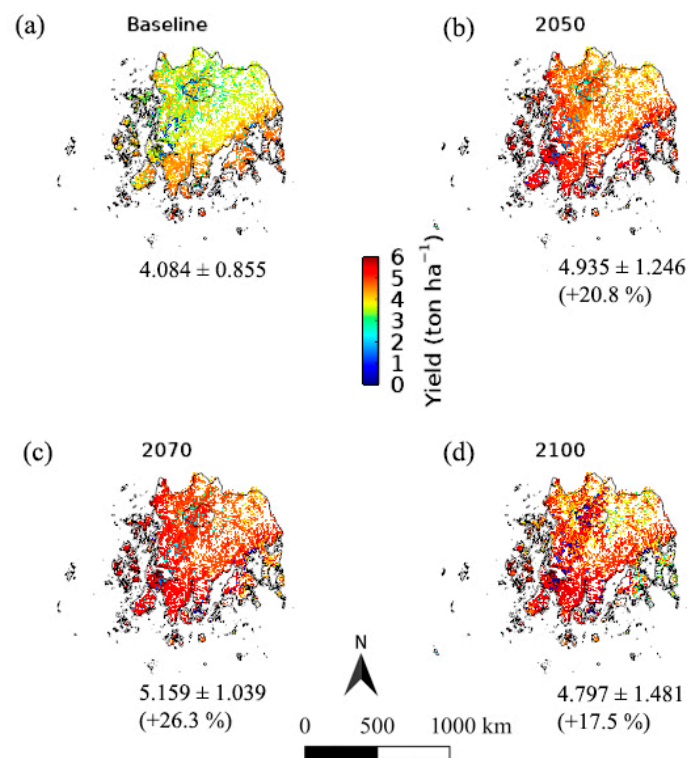 (a) Baseline
(b) 2050
4.084 ± 0.855
4.935 ± 1.246
(+20.8 %)
6
5
4
3
2
1
0
Yield (ton ha⁻¹)
(c) 2070
(d) 2100
5.159 ± 1.039
(+26.3 %)
4.797 ± 1.481
(+17.5 %)
N
0 500 1000 km